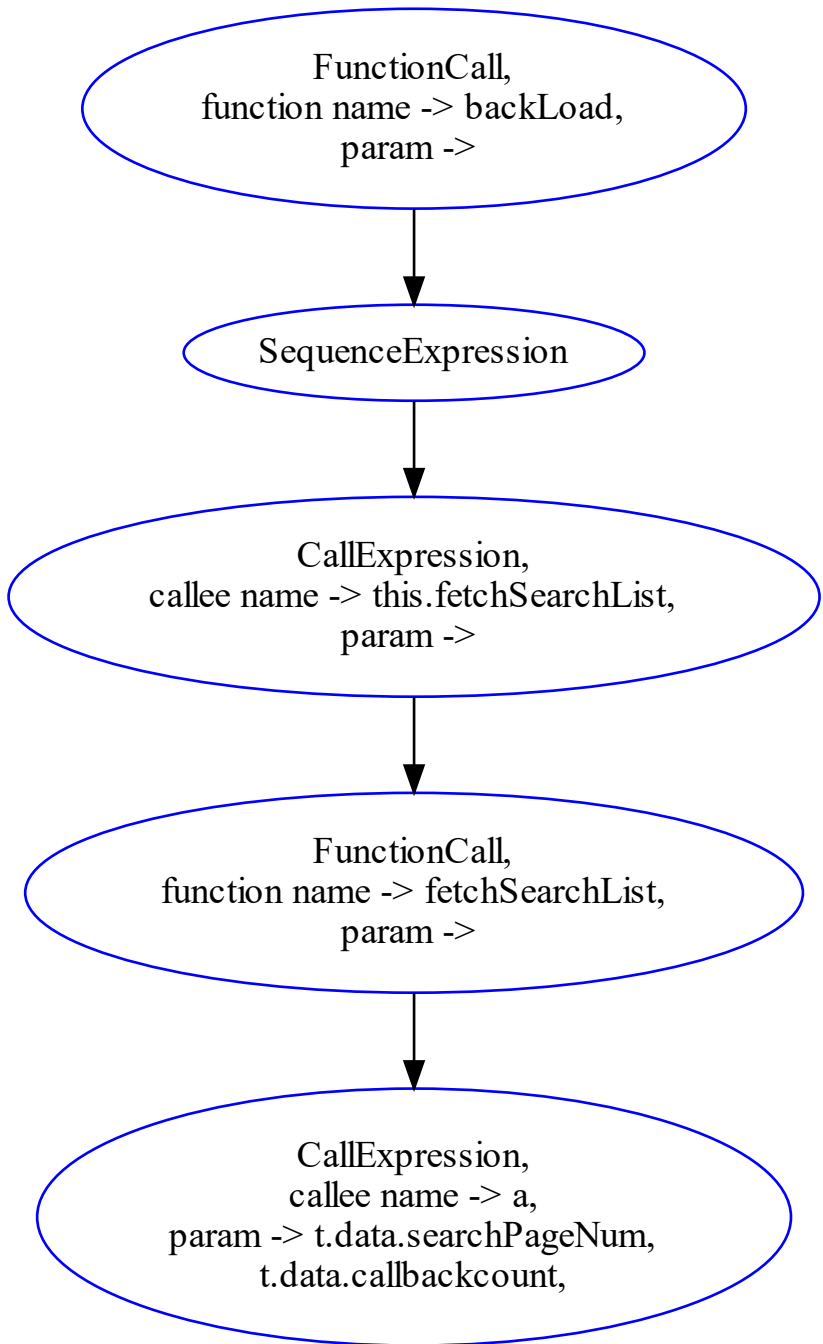 FunctionCall,
function name -> backLoad,
param ->
SequenceExpression
CallExpression,
callee name -> this.fetchSearchList,
param ->
FunctionCall,
function name -> fetchSearchList,
param ->
CallExpression,
callee name -> a,
param -> t.data.searchPageNum,
t.data.callbackcount,